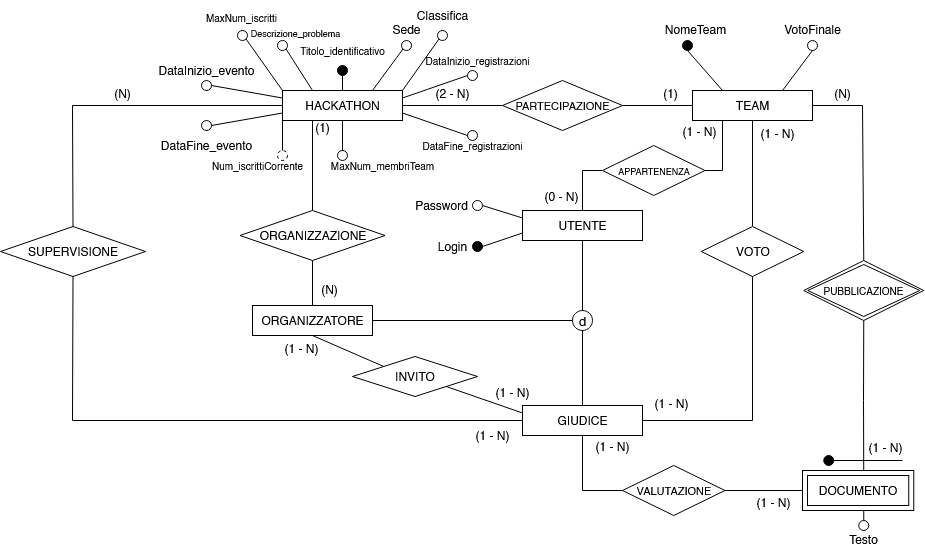 Classifica
MaxNum_iscritti
Descrizione_problema
Sede
NomeTeam
VotoFinale
Titolo_identificativo
DataInizio_evento
DataInizio_registrazioni
(N)
HACKATHON
(2 - N)
PARTECIPAZIONE
(1)
TEAM
(N)
(1)
(1 - N)
(1 - N)
DataFine_evento
DataFine_registrazioni
Num_iscrittiCorrente
MaxNum_membriTeam
APPARTENENZA
(0 - N)
Password
UTENTE
Login
SUPERVISIONE
ORGANIZZAZIONE
VOTO
(N)
PUBBLICAZIONE
ORGANIZZATORE
d
(1 - N)
INVITO
(1 - N)
(1 - N)
GIUDICE
(1 - N)
(1 - N)
(1 - N)
VALUTAZIONE
(1 - N)
DOCUMENTO
Testo